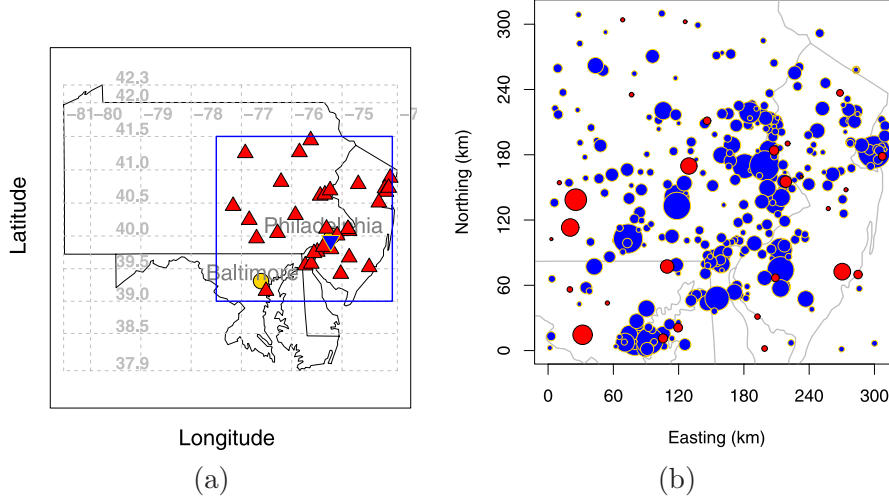 42.3
42.0
-81 -80 -78 -77 -76 -75 -7
41.5
41.0
40.5
40.0
39.5
39.0
38.5
37.9
Philadelphia
Baltimore
Latitude
Longitude
(a)
300
240
180
120
60
0
Northing (km)
0 60 120 180 240 300
Easting (km)
(b)